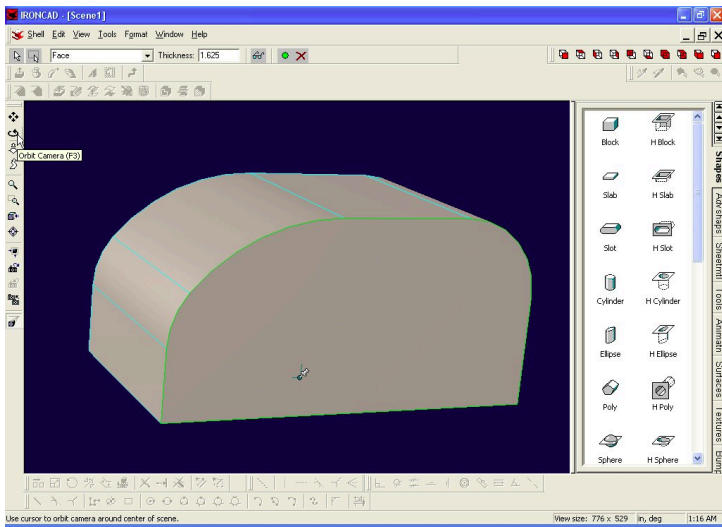 IRONCAD - [Scene1]
Shell Edit View Tools Format Window Help
Face Thickness: 1.625
Orbit Camera (F3)
Block H Block
Slab H Slab
Slot H Slot
Cylinder H Cylinder
Ellipse H Ellipse
Poly H Poly
Sphere H Sphere
Shapes
Adv shaps
Sheetmtl
Tools
Animatn
Surfaces
Textures
Bump
Use cursor to orbit camera around center of scene. View size: 776 x 529 in, deg 1:16 AM